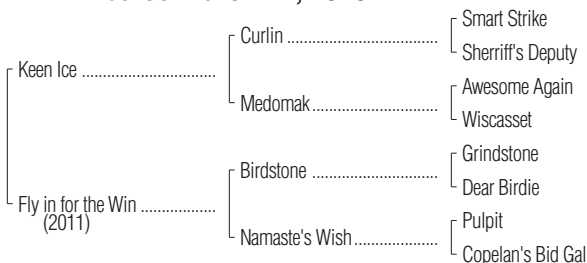 Keen Ice ........................................
Curlin .............................................
Smart Strike
Sherriff's Deputy
Medomak .....................................
Awesome Again
Wiscasset
Fly in for the Win .......................
(2011)
Birdstone ......................................
Grindstone
Dear Birdie
Namaste's Wish .........................
Pulpit
Copelan's Bid Gal